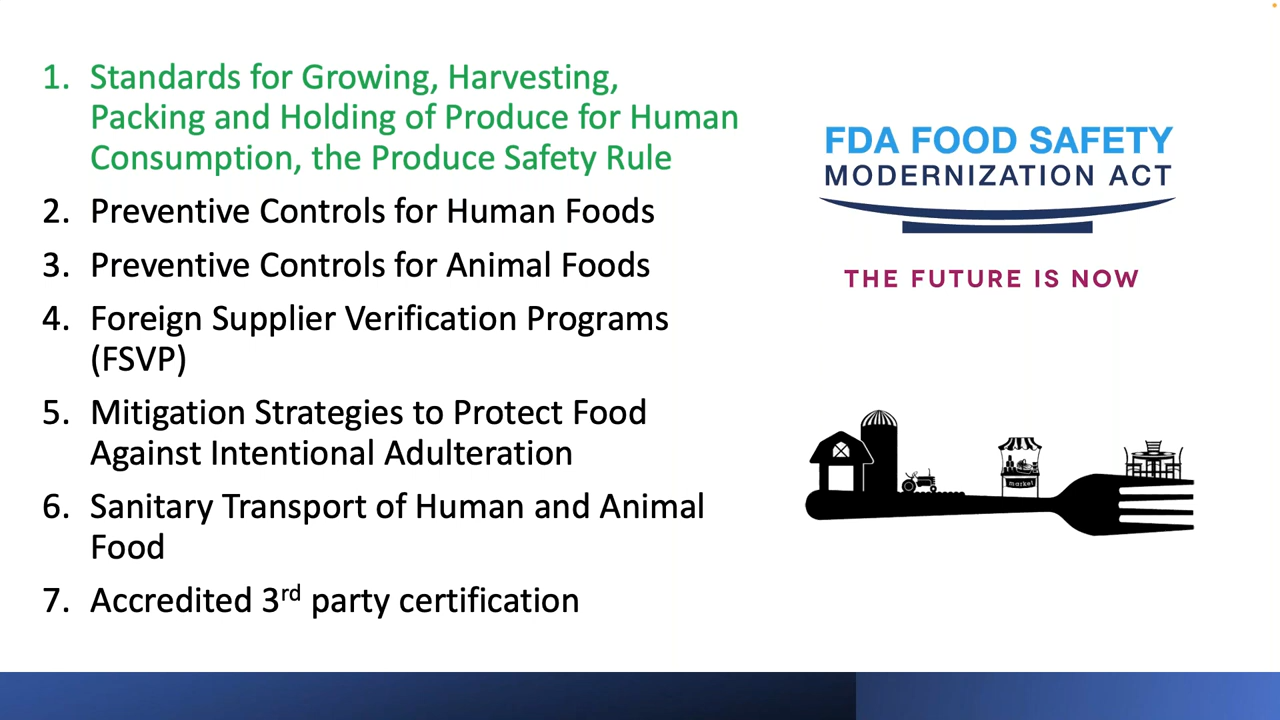 1. Standards for Growing, Harvesting,
Packing and Holding of Produce for Human
Consumption, the Produce Safety Rule
2. Preventive Controls for Human Foods
3. Preventive Controls for Animal Foods
4. Foreign Supplier Verification Programs
(FSVP)
5. Mitigation Strategies to Protect Food
Against Intentional Adulteration
6. Sanitary Transport of Human and Animal
Food
7. Accredited 3rd party certification
FDA FOOD SAFETY
MODERNIZATION ACT
THE FUTURE IS NOW
market